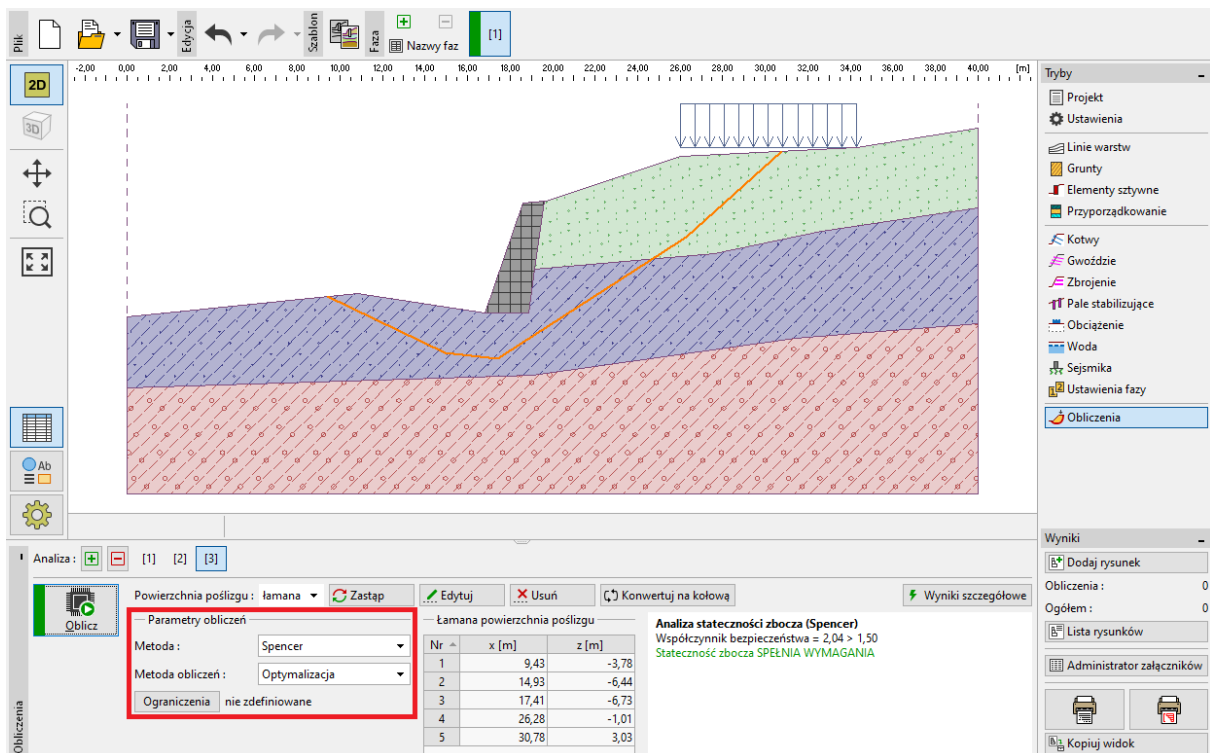 Plik
Edycja
Szablon
Faza
Nazwy faz
[1]
-2,00 0,00 2,00 4,00 6,00 8,00 10,00 12,00 14,00 16,00 18,00 20,00 22,00 24,00 26,00 28,00 30,00 32,00 34,00 36,00 38,00 40,00 [m]
2D
3D
Ab
Tryby
Projekt
Ustawienia
Linie warstw
Grunty
Elementy sztywne
Przyporządkowanie
Kotwy
Gwoździe
Zbrojenie
Pale stabilizujące
Obciążenie
Woda
Sejsmika
Ustawienia fazy
Obliczenia
Analiza : [1] [2] [3]
Obliczenia
Oblicz
Powierzchnia poślizgu : łamana Zastąp Edytuj Usuń Konwertuj na kołową Wyniki szczegółowe
Parametry obliczeń
Metoda : Spencer
Metoda obliczeń : Optymalizacja
Ograniczenia nie zdefiniowane
Łamana powierzchnia poślizgu
Nr x [m] z [m]
1 9,43 -3,78
2 14,93 -6,44
3 17,41 -6,73
4 26,28 -1,01
5 30,78 3,03
Analiza stateczności zbocza (Spencer)
Współczynnik bezpieczeństwa = 2,04 > 1,50
Stateczność zbocza SPEŁNIA WYMAGANIA
Wyniki
Dodaj rysunek
Obliczenia : 0
Ogółem : 0
Lista rysunków
Administrator załączników
Kopiuj widok